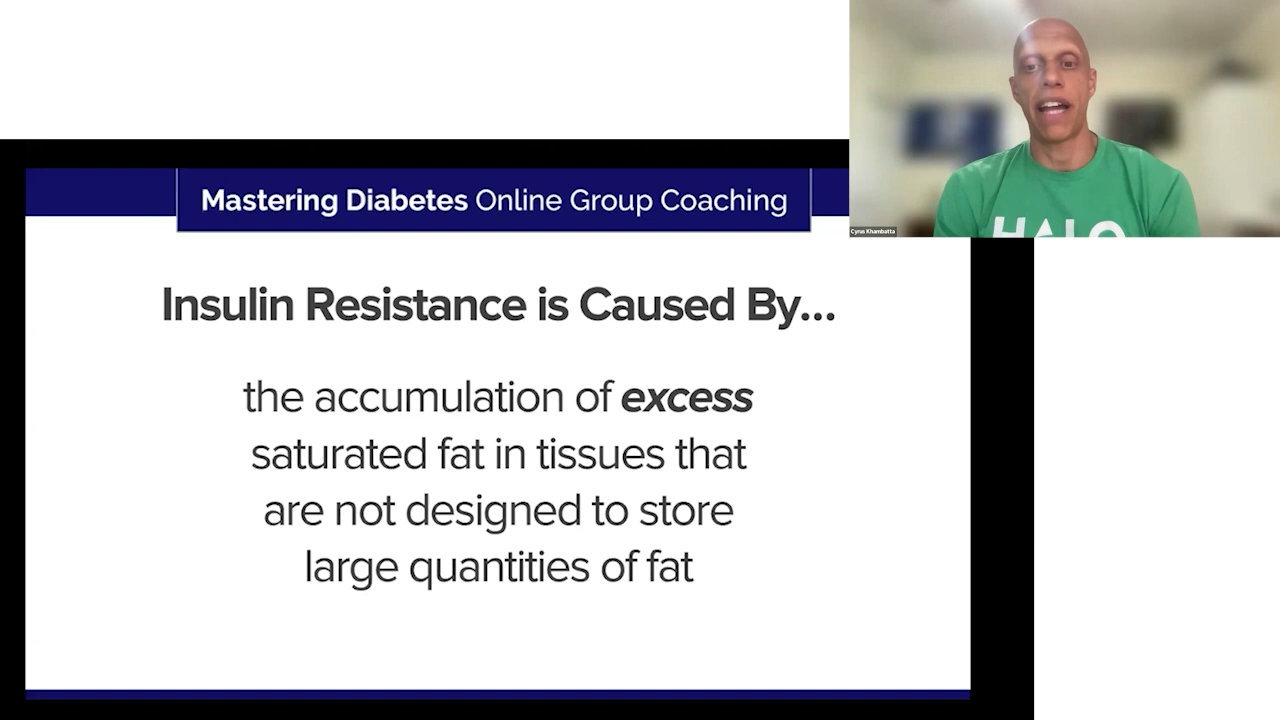 Mastering Diabetes Online Group Coaching
Insulin Resistance is Caused By...
the accumulation of excess
saturated fat in tissues that
are not designed to store
large quantities of fat
HALO
Cyrus Khambatta